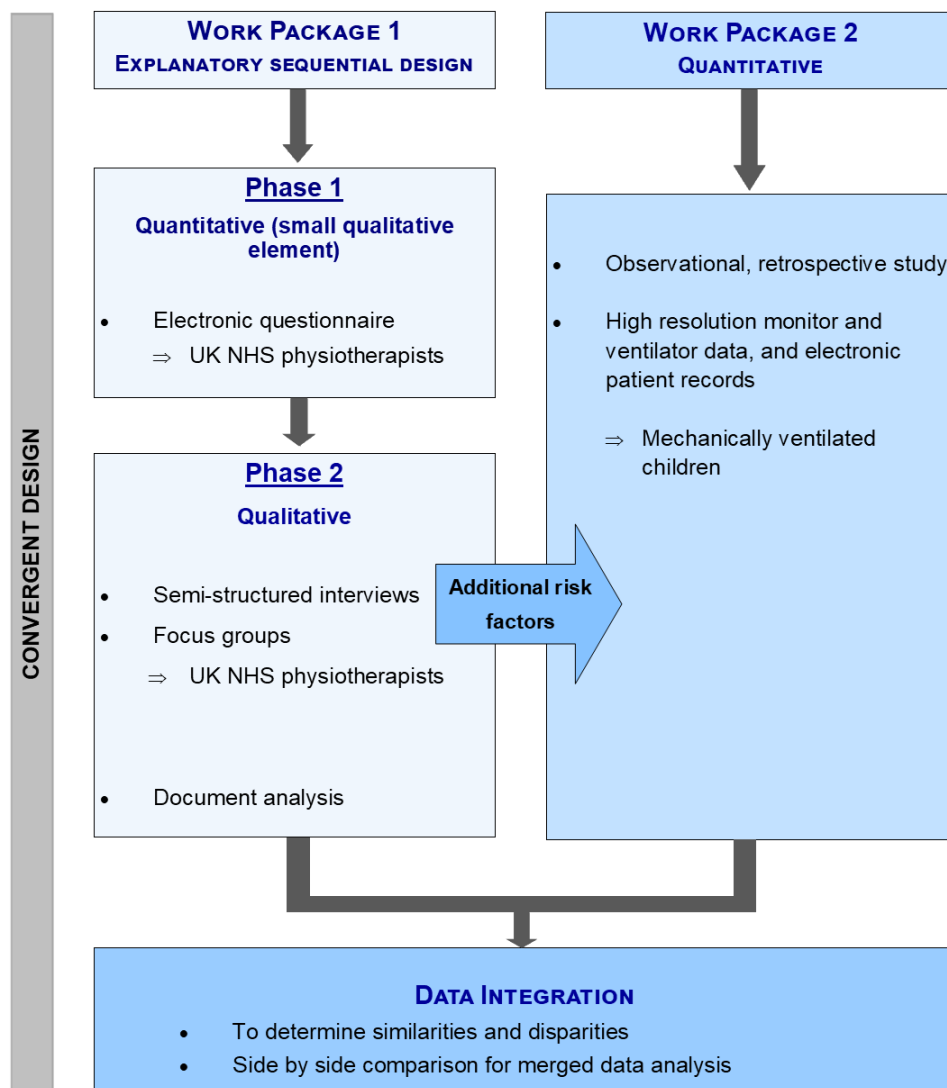 CONVERGENT DESIGN
WORK PACKAGE 1
EXPLANATORY SEQUENTIAL DESIGN
Phase 1
Quantitative (small qualitative
element)
• Electronic questionnaire
⇒ UK NHS physiotherapists
Phase 2
Qualitative
• Semi-structured interviews
• Focus groups
⇒ UK NHS physiotherapists
• Document analysis
Additional risk
factors
WORK PACKAGE 2
QUANTITATIVE
• Observational, retrospective study
• High resolution monitor and
ventilator data, and electronic
patient records
⇒ Mechanically ventilated
children
DATA INTEGRATION
• To determine similarities and disparities
• Side by side comparison for merged data analysis